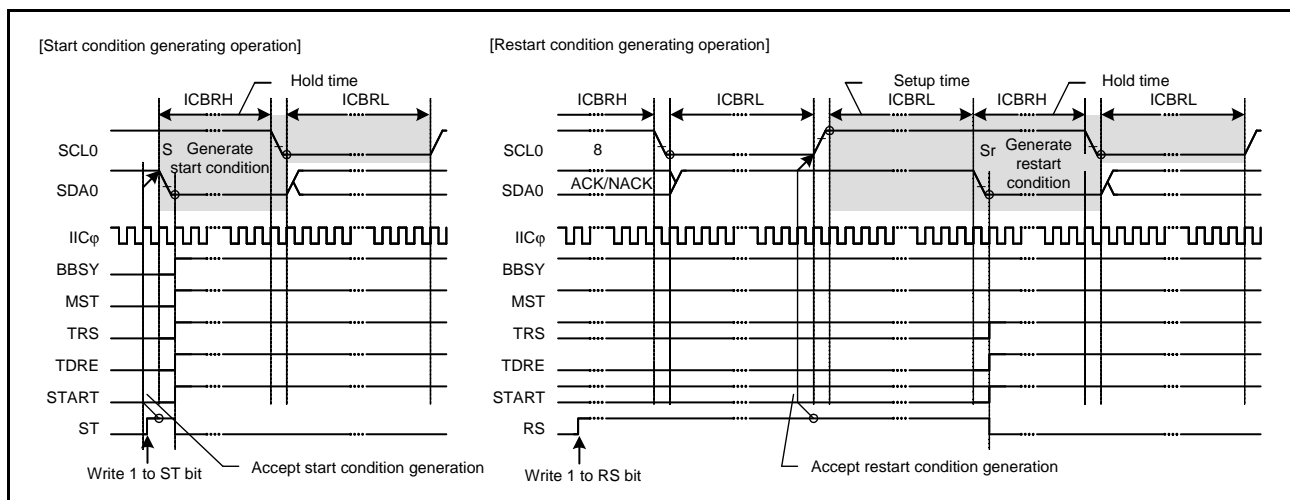 [Start condition generating operation]
Hold time
ICBRH
ICBRL
SCL0
S
Generate
start condition
SDA0
IICφ
BBSY
MST
TRS
TDRE
START
ST
Write 1 to ST bit
Accept start condition generation
[Restart condition generating operation]
Setup time
Hold time
ICBRH
ICBRL
ICBRL
ICBRH
ICBRL
SCL0
8
Sr
Generate
restart
condition
SDA0
ACK/NACK
IICφ
BBSY
MST
TRS
TDRE
START
RS
Write 1 to RS bit
Accept restart condition generation